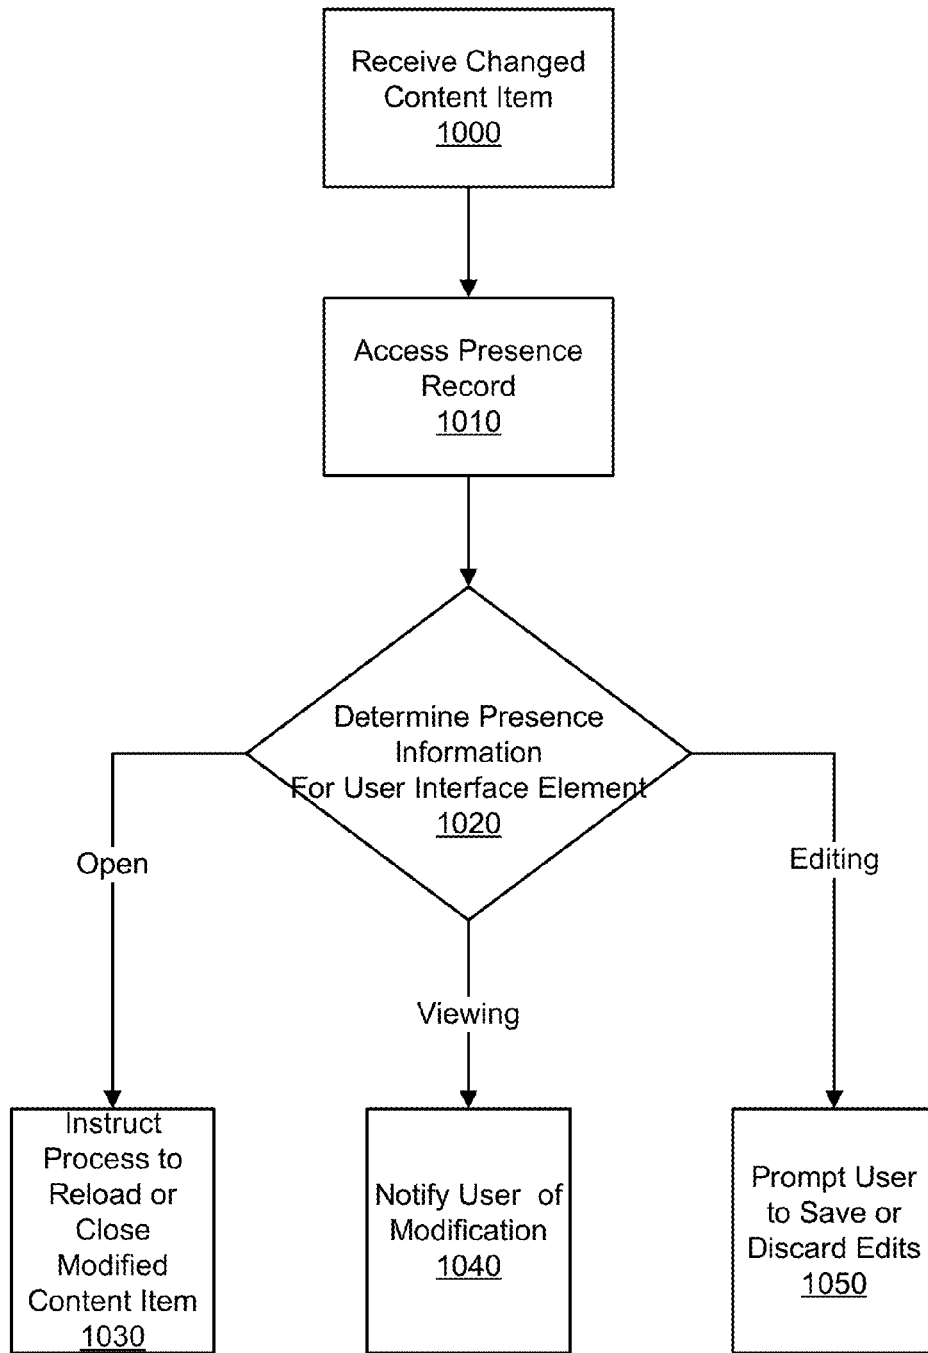 Receive Changed
Content Item
1000
Access Presence
Record
1010
Determine Presence
Information
For User Interface Element
1020
Open
Editing
Viewing
Instruct
Process to
Reload or
Close
Modified
Content Item
1030
Notify User of
Modification
1040
Prompt User
to Save or
Discard Edits
1050